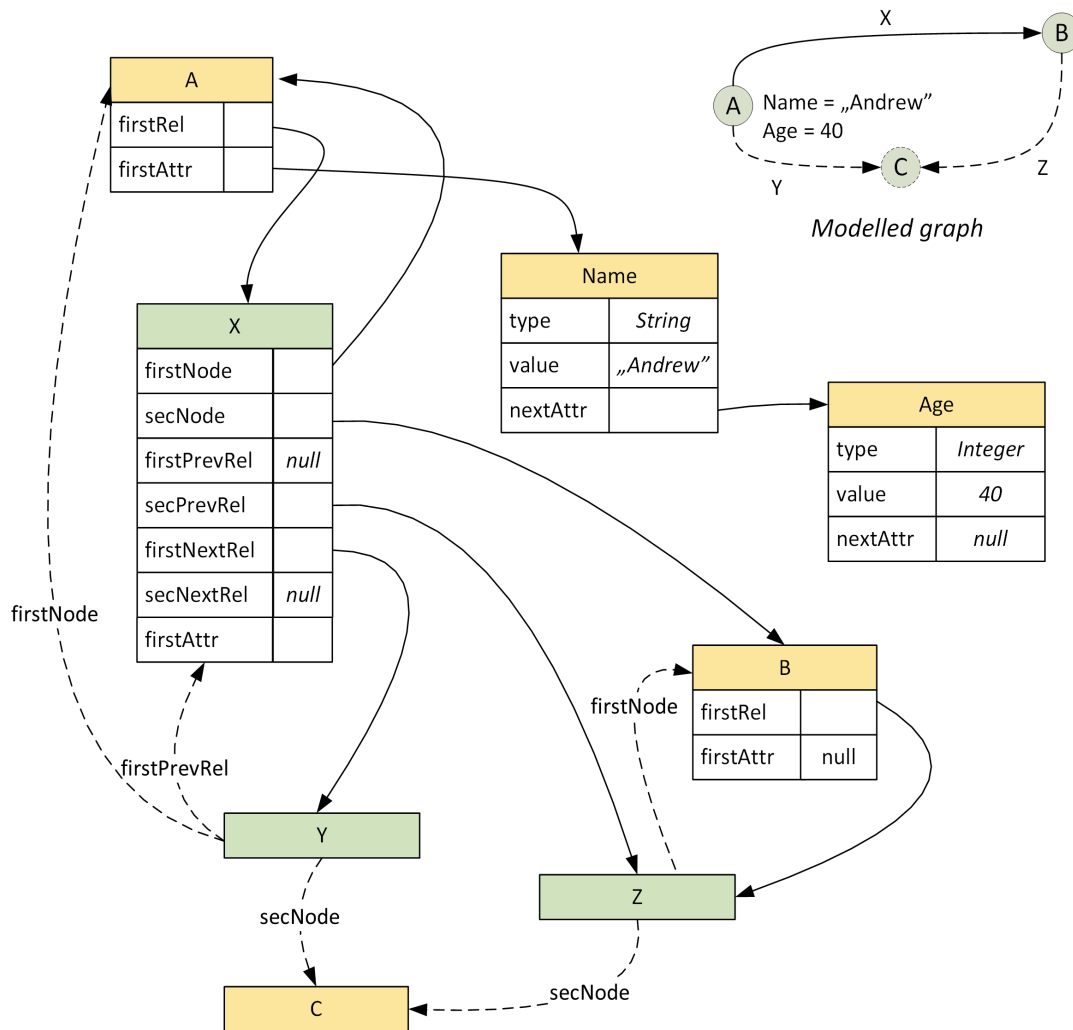 X
B
A
A
Name = „Andrew”
Age = 40
firstRel
firstAttr
C
Y
Z
Modelled graph
Name
type
String
value
„Andrew”
nextAttr
X
firstNode
secNode
firstPrevRel
null
secPrevRel
firstNextRel
secNextRel
null
firstAttr
Age
type
Integer
value
40
nextAttr
null
firstNode
B
firstRel
firstAttr
null
firstNode
firstPrevRel
Y
Z
secNode
secNode
C